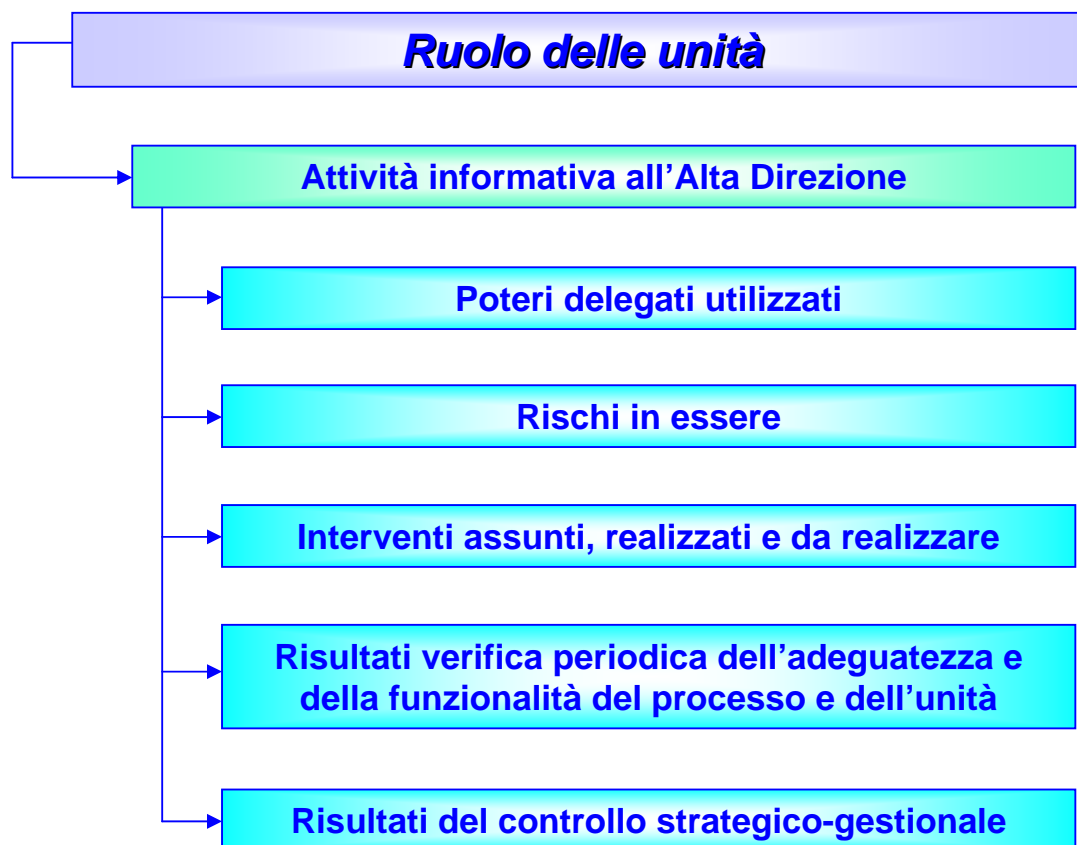 Ruolo delle unità
Attività informativa all’Alta Direzione
Poteri delegati utilizzati
Rischi in essere
Interventi assunti, realizzati e da realizzare
Risultati verifica periodica dell’adeguatezza e
della funzionalità del processo e dell’unità
Risultati del controllo strategico-gestionale